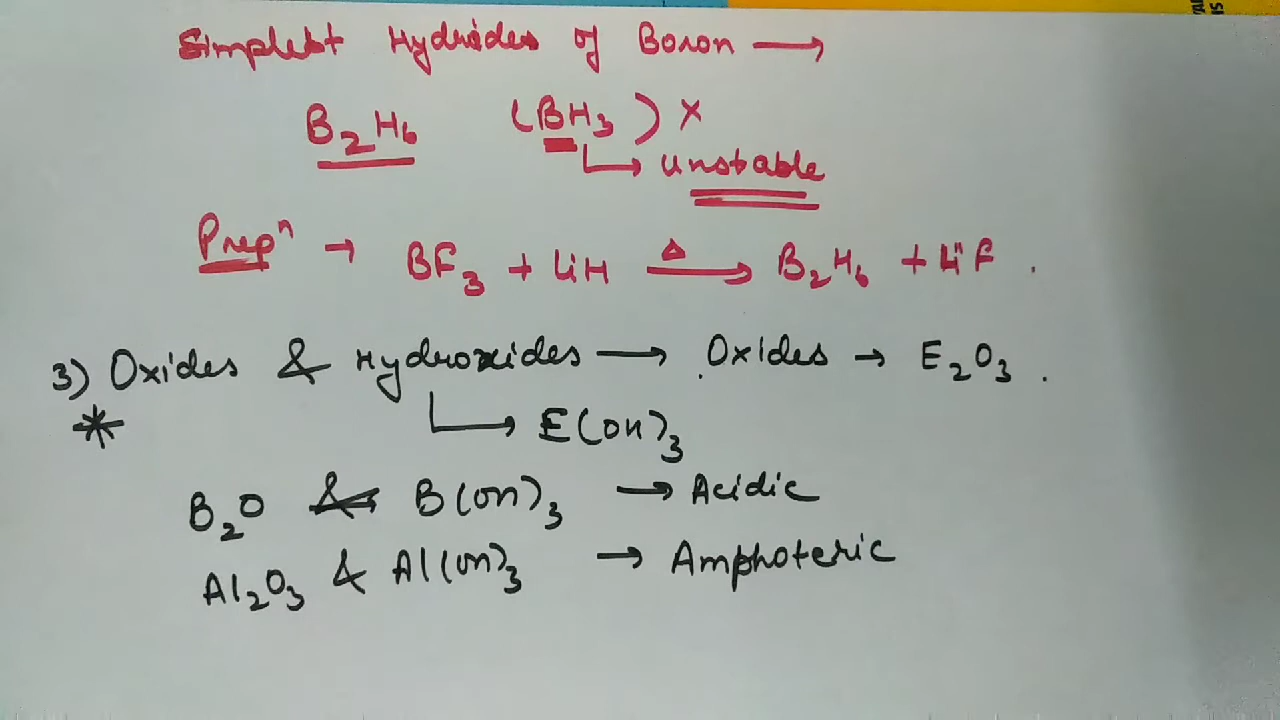 Simplest Hydrides of Boron →
B₂H₆ (BH₃) ×
↳ unstable
Prepⁿ → BF₃ + LiH —Δ→ B₂H₆ + LiF .
3) Oxides & Hydroxides → Oxides → E₂O₃ .
* ↳ E(OH)₃
B₂O & B(OH)₃ → Acidic
Al₂O₃ & Al(OH)₃ → Amphoteric